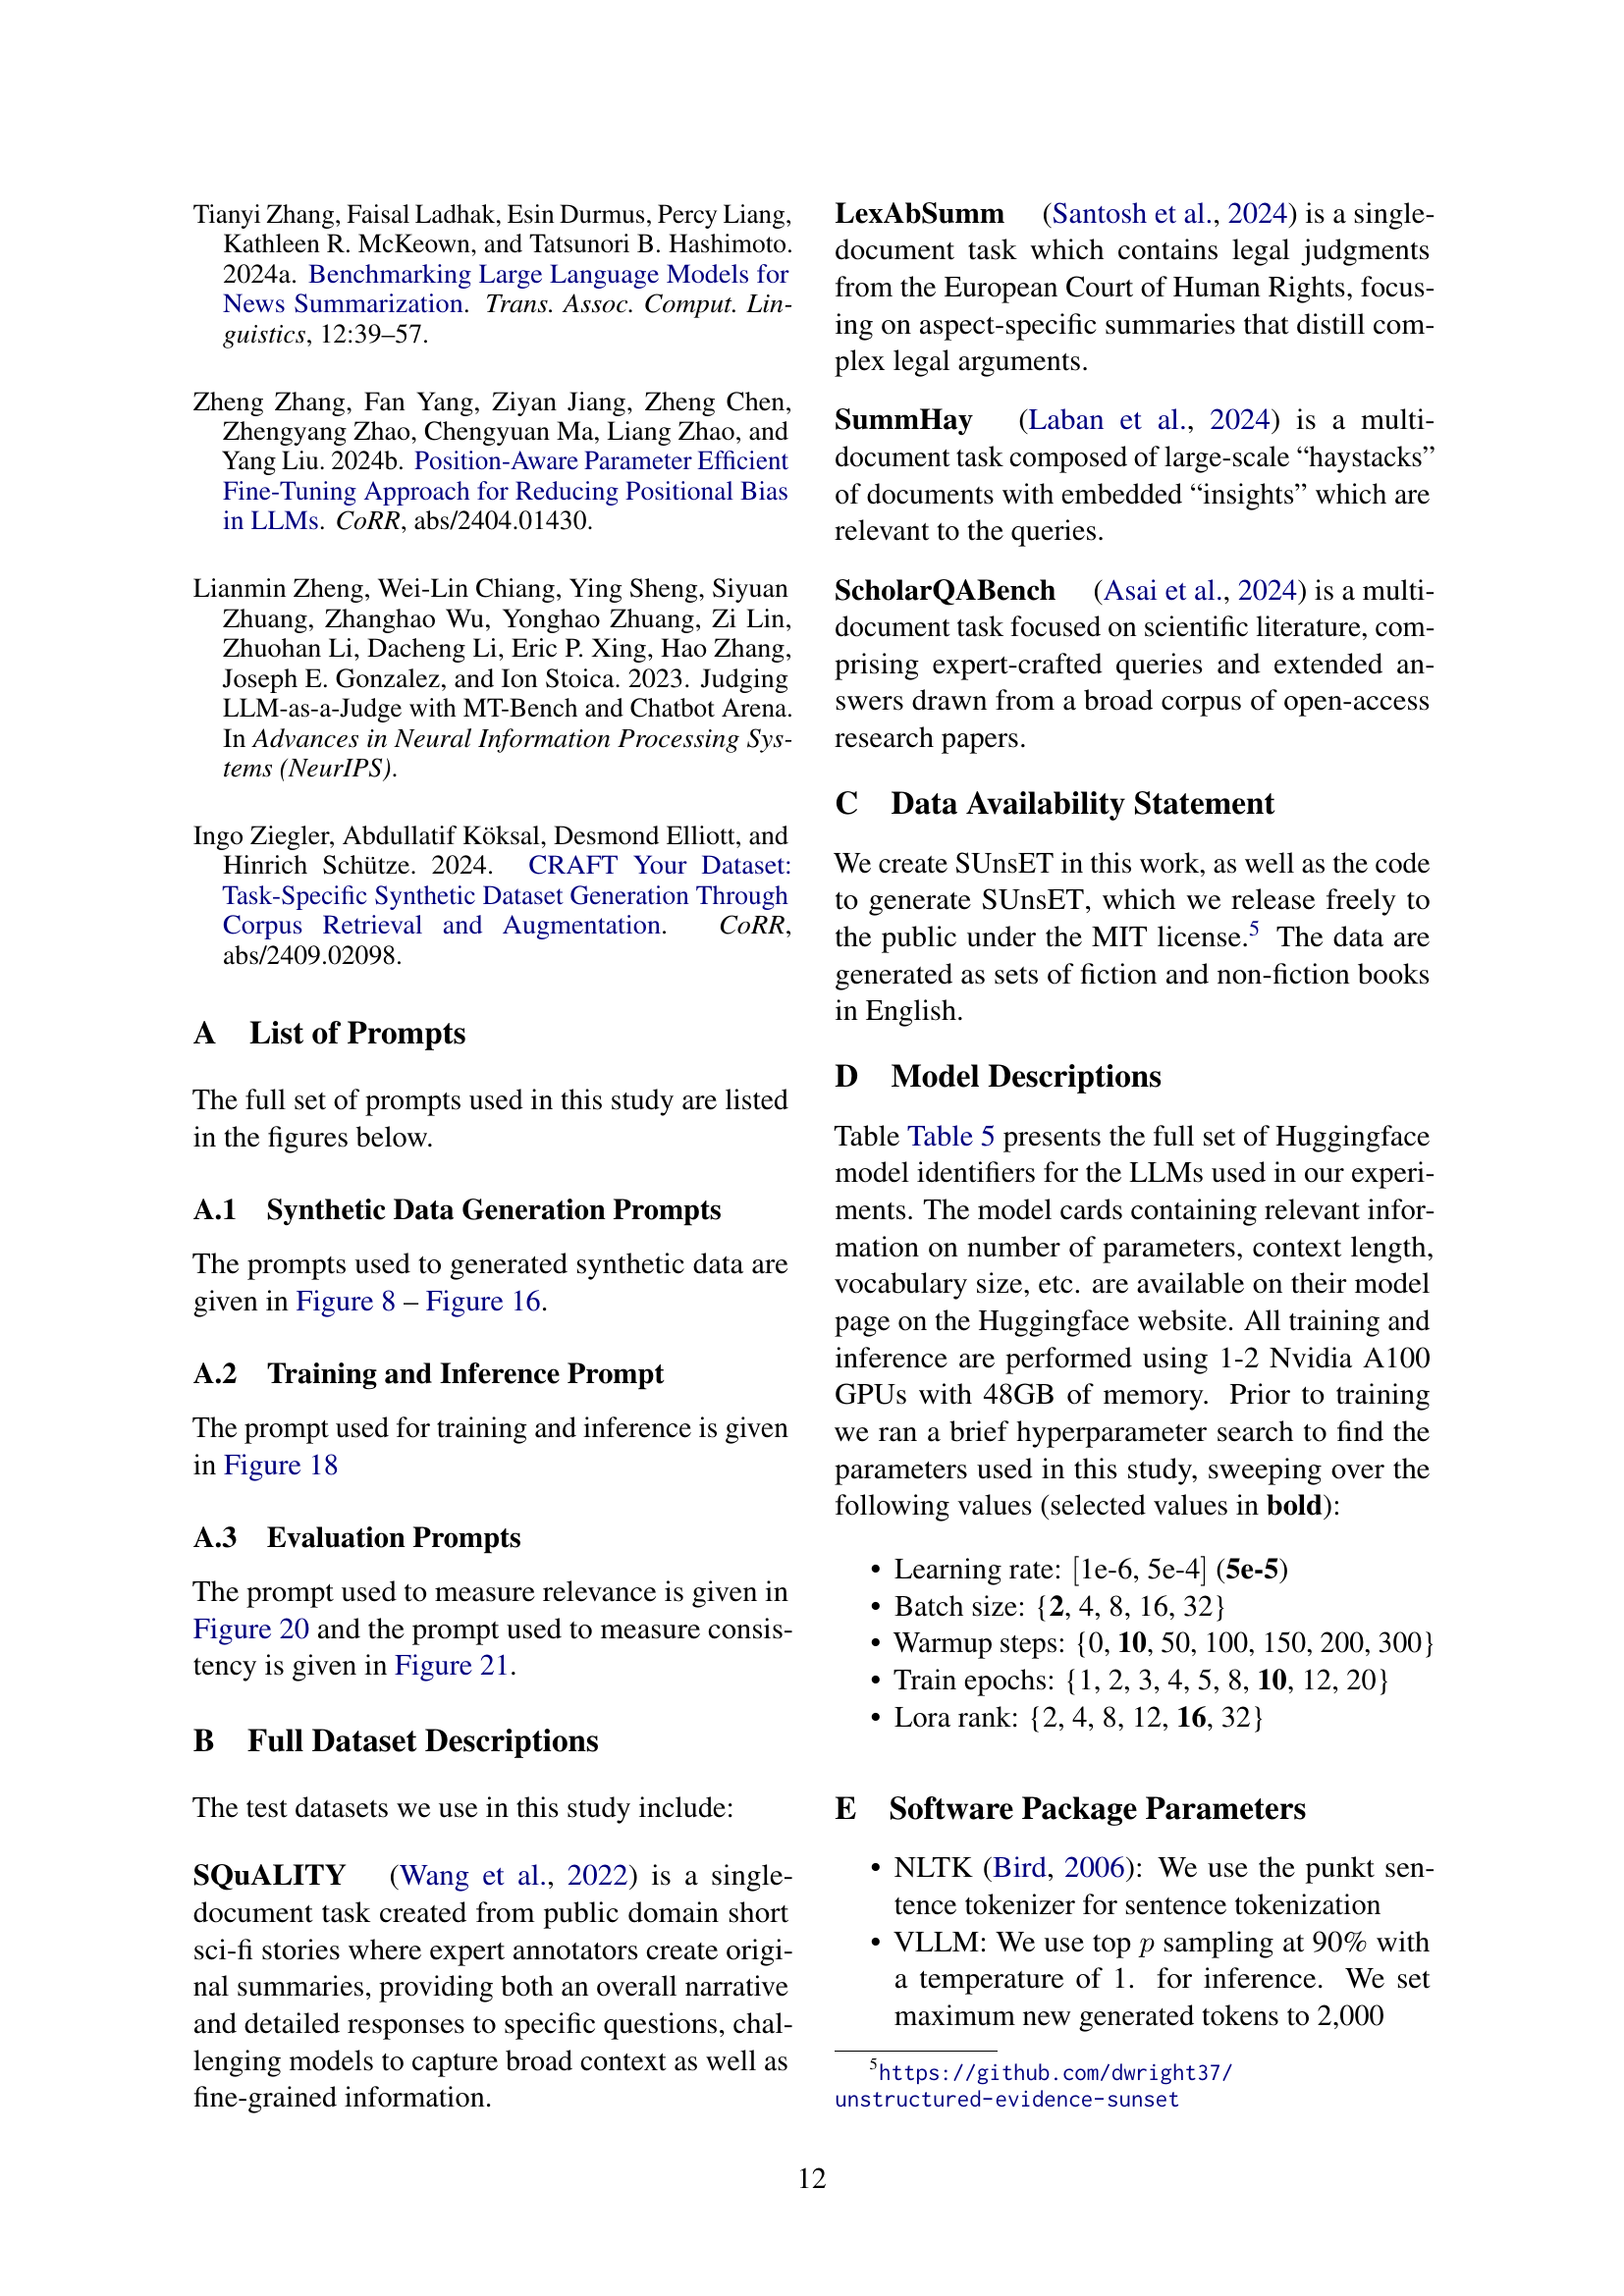 Tianyi Zhang, Faisal Ladhak, Esin Durmus, Percy Liang,
Kathleen R. McKeown, and Tatsunori B. Hashimoto.
2024a. Benchmarking Large Language Models for
News Summarization. Trans. Assoc. Comput. Lin-
guistics, 12:39–57.
Zheng Zhang, Fan Yang, Ziyan Jiang, Zheng Chen,
Zhengyang Zhao, Chengyuan Ma, Liang Zhao, and
Yang Liu. 2024b. Position-Aware Parameter Efficient
Fine-Tuning Approach for Reducing Positional Bias
in LLMs. CoRR, abs/2404.01430.
Lianmin Zheng, Wei-Lin Chiang, Ying Sheng, Siyuan
Zhuang, Zhanghao Wu, Yonghao Zhuang, Zi Lin,
Zhuohan Li, Dacheng Li, Eric P. Xing, Hao Zhang,
Joseph E. Gonzalez, and Ion Stoica. 2023. Judging
LLM-as-a-Judge with MT-Bench and Chatbot Arena.
In Advances in Neural Information Processing Sys-
tems (NeurIPS).
Ingo Ziegler, Abdullatif Köksal, Desmond Elliott, and
Hinrich Schütze. 2024. CRAFT Your Dataset:
Task-Specific Synthetic Dataset Generation Through
Corpus Retrieval and Augmentation. CoRR,
abs/2409.02098.
A List of Prompts
The full set of prompts used in this study are listed
in the figures below.
A.1 Synthetic Data Generation Prompts
The prompts used to generated synthetic data are
given in Figure 8 – Figure 16.
A.2 Training and Inference Prompt
The prompt used for training and inference is given
in Figure 18
A.3 Evaluation Prompts
The prompt used to measure relevance is given in
Figure 20 and the prompt used to measure consis-
tency is given in Figure 21.
B Full Dataset Descriptions
The test datasets we use in this study include:
SQuALITY (Wang et al., 2022) is a single-
document task created from public domain short
sci-fi stories where expert annotators create origi-
nal summaries, providing both an overall narrative
and detailed responses to specific questions, chal-
lenging models to capture broad context as well as
fine-grained information.
LexAbSumm (Santosh et al., 2024) is a single-
document task which contains legal judgments
from the European Court of Human Rights, focus-
ing on aspect-specific summaries that distill com-
plex legal arguments.
SummHay (Laban et al., 2024) is a multi-
document task composed of large-scale “haystacks”
of documents with embedded “insights” which are
relevant to the queries.
ScholarQABench (Asai et al., 2024) is a multi-
document task focused on scientific literature, com-
prising expert-crafted queries and extended an-
swers drawn from a broad corpus of open-access
research papers.
C Data Availability Statement
We create SUnsET in this work, as well as the code
to generate SUnsET, which we release freely to
the public under the MIT license.5 The data are
generated as sets of fiction and non-fiction books
in English.
D Model Descriptions
Table Table 5 presents the full set of Huggingface
model identifiers for the LLMs used in our experi-
ments. The model cards containing relevant infor-
mation on number of parameters, context length,
vocabulary size, etc. are available on their model
page on the Huggingface website. All training and
inference are performed using 1-2 Nvidia A100
GPUs with 48GB of memory. Prior to training
we ran a brief hyperparameter search to find the
parameters used in this study, sweeping over the
following values (selected values in bold):
• Learning rate: [1e-6, 5e-4] (5e-5)
• Batch size: {2, 4, 8, 16, 32}
• Warmup steps: {0, 10, 50, 100, 150, 200, 300}
• Train epochs: {1, 2, 3, 4, 5, 8, 10, 12, 20}
• Lora rank: {2, 4, 8, 12, 16, 32}
E Software Package Parameters
• NLTK (Bird, 2006): We use the punkt sen-
tence tokenizer for sentence tokenization
• VLLM: We use top p sampling at 90% with
a temperature of 1. for inference. We set
maximum new generated tokens to 2,000
5https://github.com/dwright37/
unstructured-evidence-sunset
12